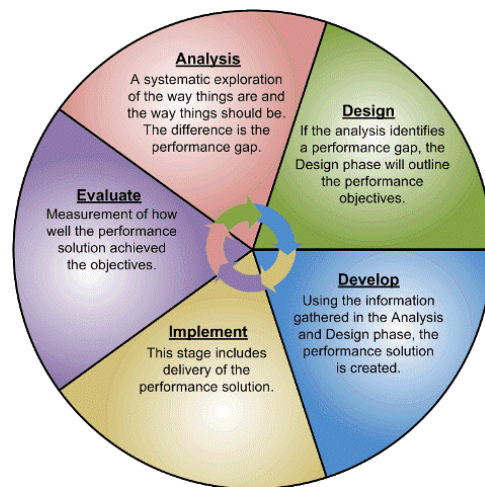 Analysis
A systematic exploration
of the way things are and
the way things should be.
The difference is the
performance gap.
Design
If the analysis identifies
a performance gap, the
Design phase will outline
the performance
objectives.
Develop
Using the information
gathered in the Analysis
and Design phase, the
performance solution
is created.
Implement
This stage includes
delivery of the
performance solution.
Evaluate
Measurement of how
well the performance
solution achieved
the objectives.